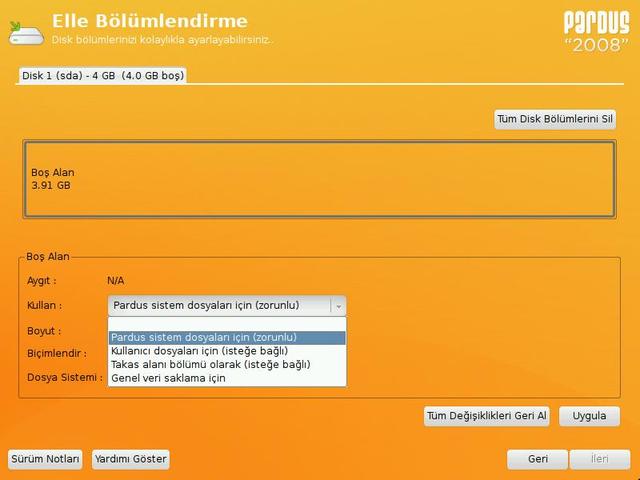 Elle Bölümlendirme
Disk bölümlerinizi kolaylıkla ayarlayabilirsiniz..
PARDUS
“2008”
Disk 1 (sda) - 4 GB (4.0 GB boş)
Tüm Disk Bölümlerini Sil
Boş Alan
3.91 GB
Boş Alan
Aygıt : N/A
Kullan : Pardus sistem dosyaları için (zorunlu)
Boyut :
Pardus sistem dosyaları için (zorunlu)
Kullanıcı dosyaları için (isteğe bağlı)
Biçimlendir :
Takas alanı bölümü olarak (isteğe bağlı)
Dosya Sistemi :
Genel veri saklama için
Tüm Değişiklikleri Geri Al Uygula
Sürüm Notları Yardımı Göster Geri İleri